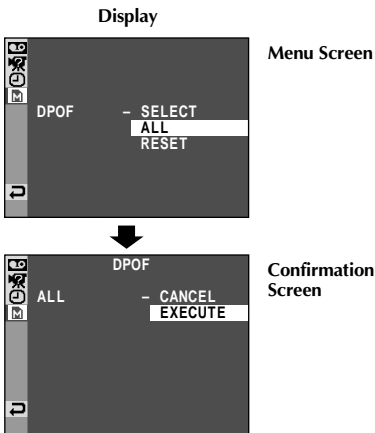 Display
Menu Screen
M
DPOF – SELECT
ALL
RESET
DPOF
ALL – CANCEL
EXECUTE
M
Confirmation
Screen